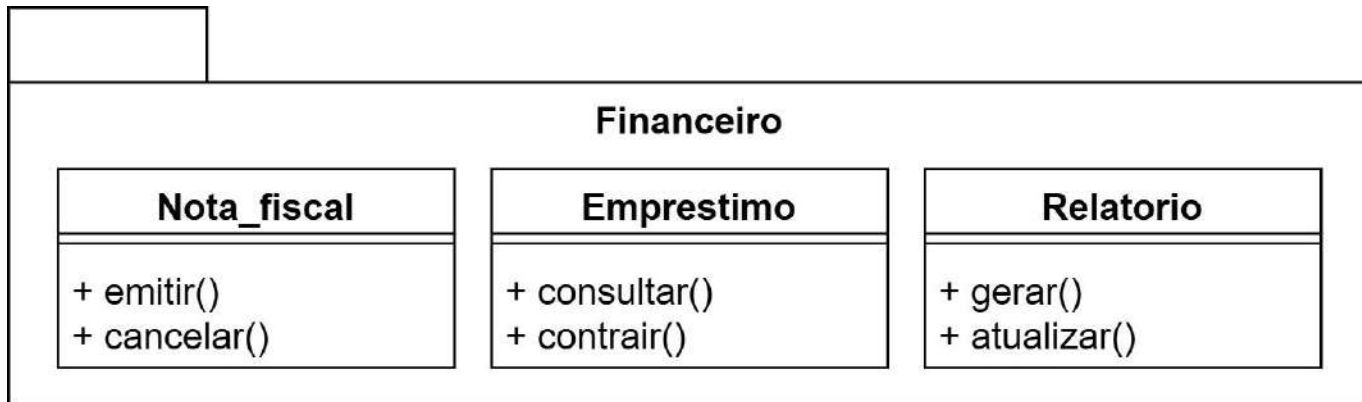 Financeiro
Nota_fiscal
+ emitir()
+ cancelar()
Emprestimo
+ consultar()
+ contrair()
Relatorio
+ gerar()
+ atualizar()